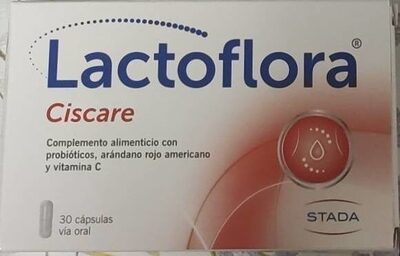 Lactoflora®
Ciscare
Complemento alimenticio con
probióticos, arándano rojo americano
y vitamina C
30 cápsulas
vía oral
STADA